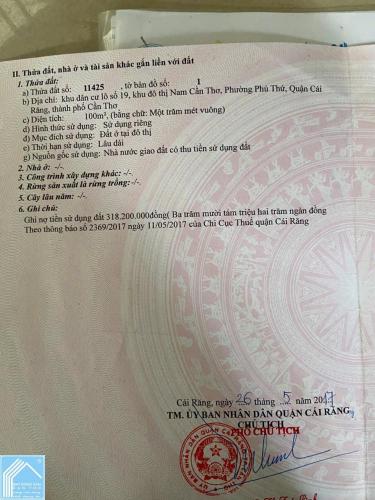 II. Thửa đất, nhà ở và tài sản khác gắn liền với đất
1. Thửa đất:
a) Thửa đất số: 11425 , tờ bản đồ số: 1
b) Địa chỉ: khu dân cư lô số 19, khu đô thị Nam Cần Thơ, Phường Phú Thứ, Quận Cái
Răng, thành phố Cần Thơ
c) Diện tích: 100m², (bằng chữ: Một trăm mét vuông)
d) Hình thức sử dụng: Sử dụng riêng
đ) Mục đích sử dụng: Đất ở tại đô thị
e) Thời hạn sử dụng: Lâu dài
g) Nguồn gốc sử dụng: Nhà nước giao đất có thu tiền sử dụng đất
2. Nhà ở: -/-.
3. Công trình xây dựng khác: -/-.
4. Rừng sản xuất là rừng trồng: -/-.
5. Cây lâu năm: -/-.
6. Ghi chú:
Ghi nợ tiền sử dụng đất 318.200.000đồng( Ba trăm mười tám triệu hai trăm ngàn đồng
Theo thông báo số 2369/2017 ngày 11/05/2017 của Chi Cục Thuế quận Cái Răng
Cái Răng, ngày 26 tháng 5 năm 2017
TM. ỦY BAN NHÂN DÂN QUẬN CÁI RĂNG
CHỦ TỊCH
PHÓ CHỦ TỊCH